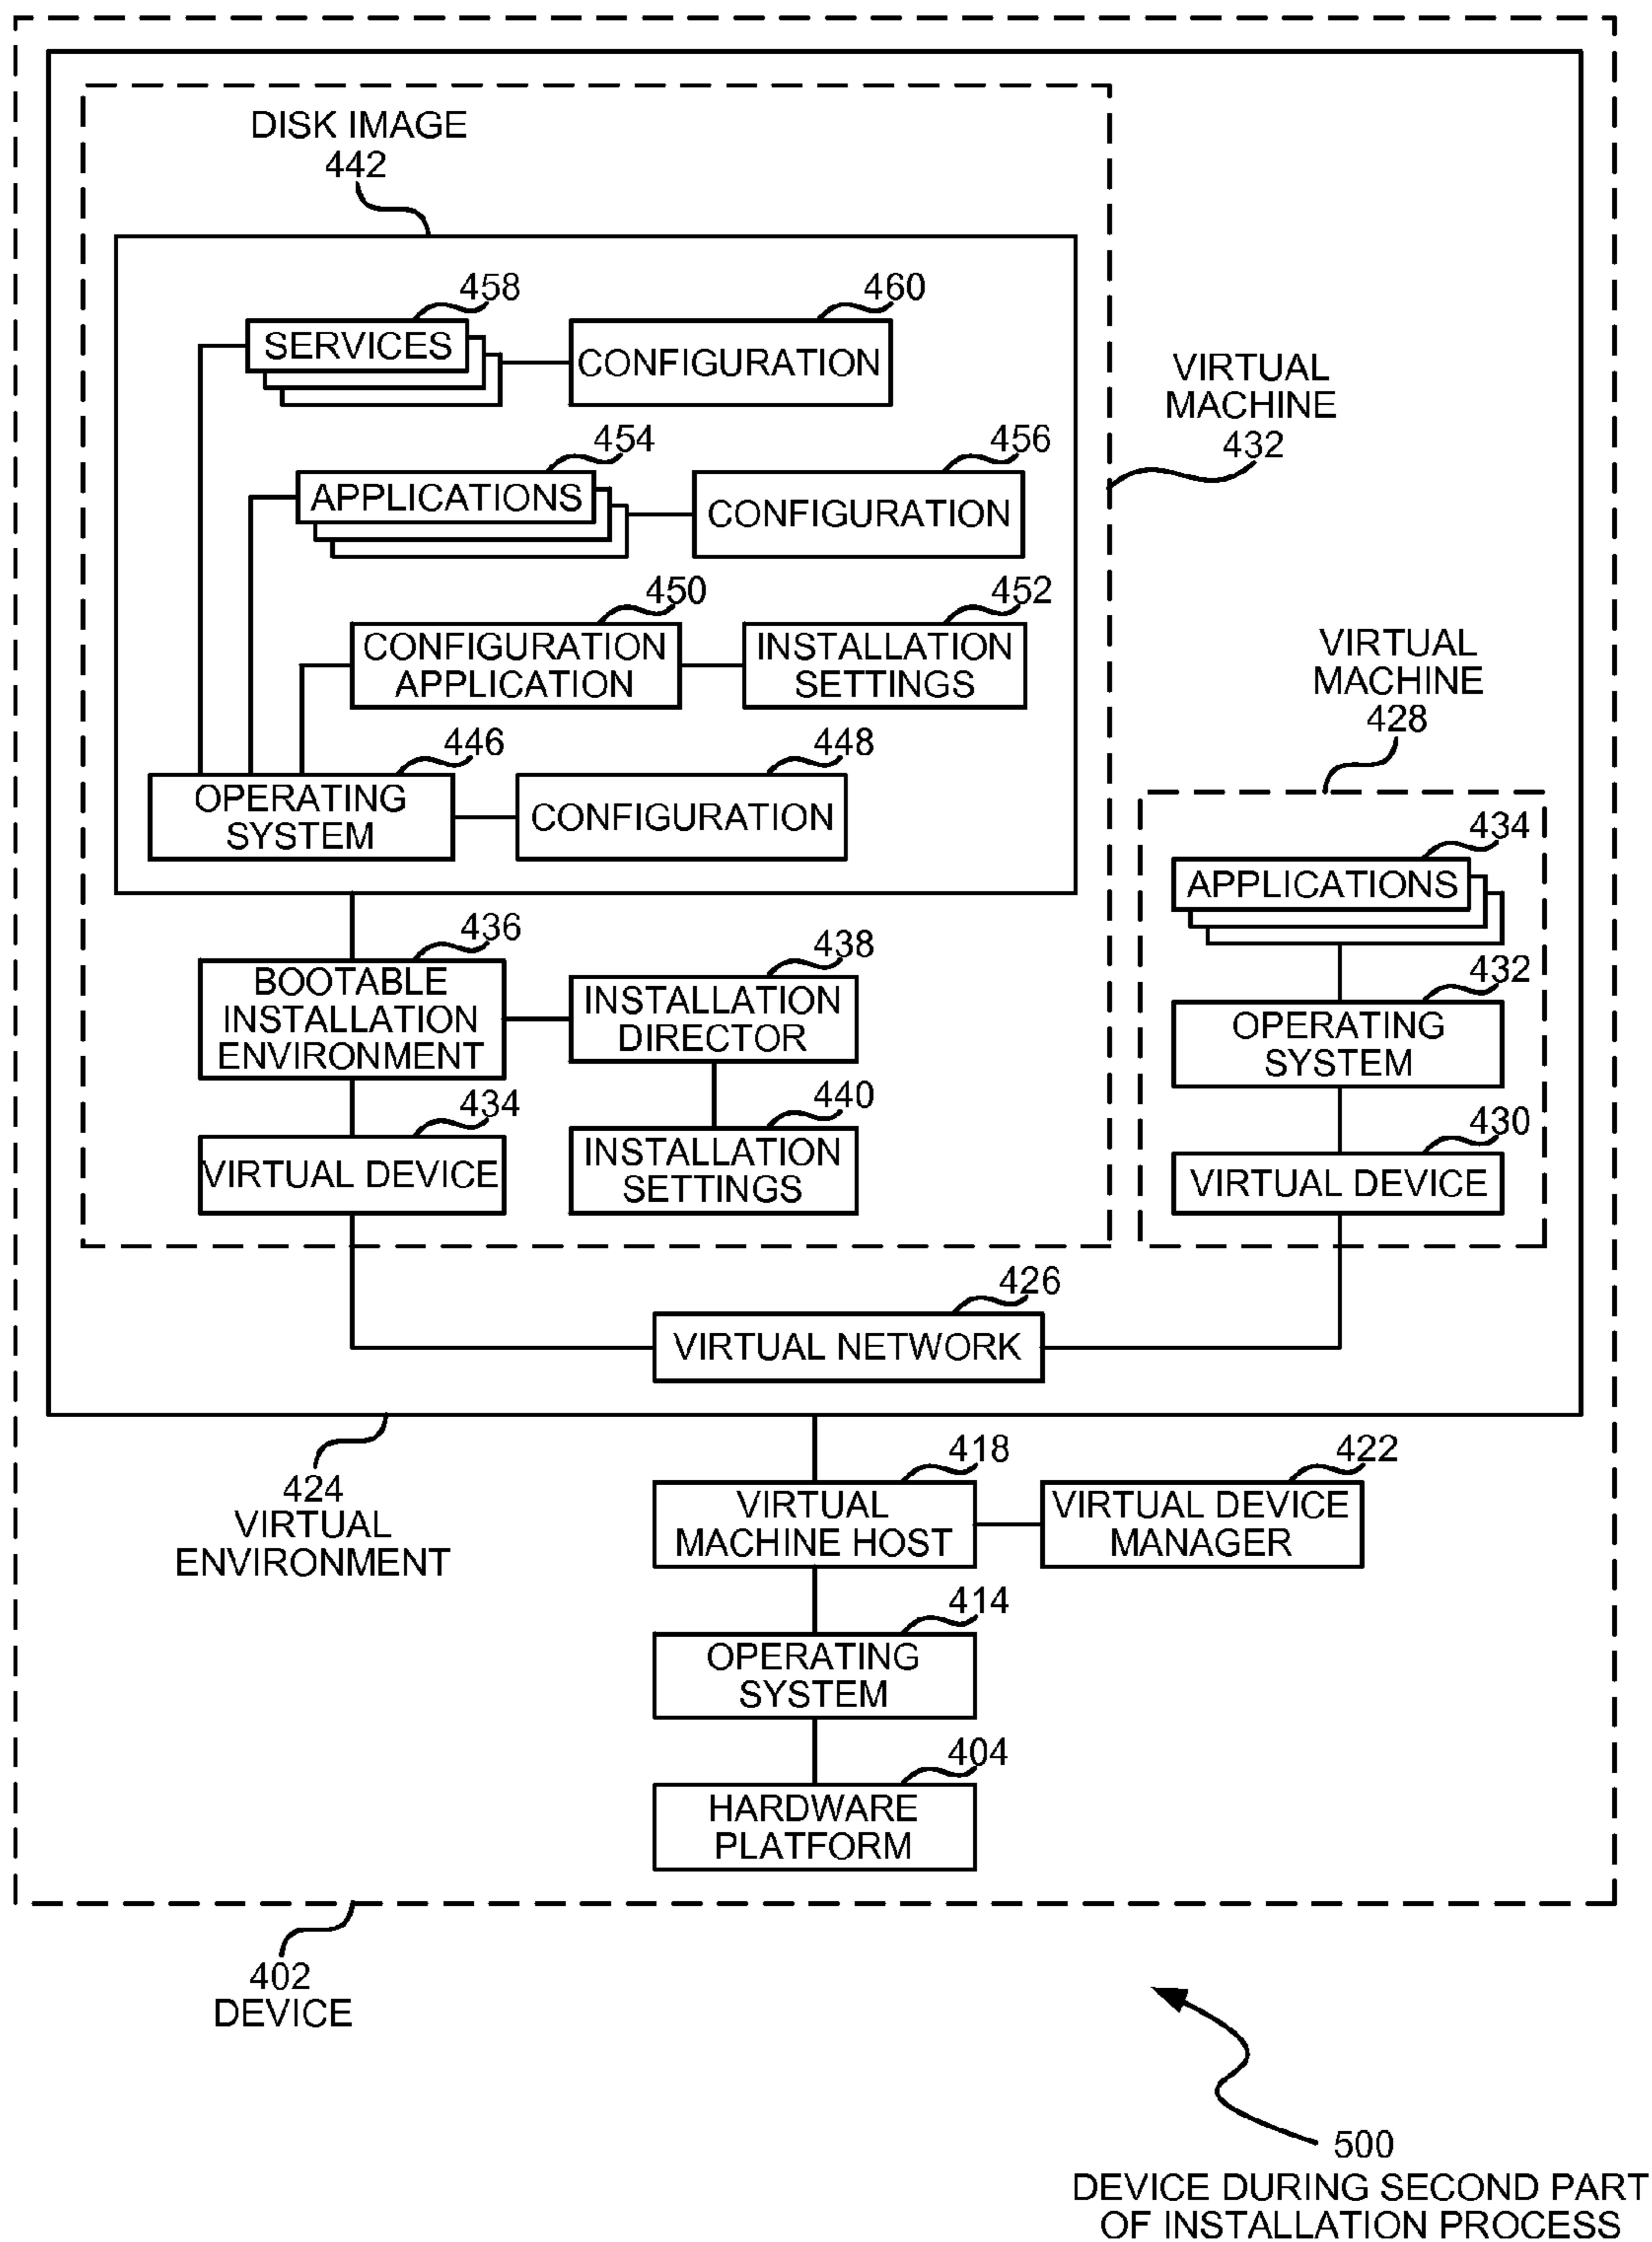 DISK IMAGE
442
458
SERVICES
460
CONFIGURATION
454
APPLICATIONS
456
CONFIGURATION
450
CONFIGURATION
APPLICATION
452
INSTALLATION
SETTINGS
446
OPERATING
SYSTEM
448
CONFIGURATION
VIRTUAL
MACHINE
432
VIRTUAL
MACHINE
428
436
BOOTABLE
INSTALLATION
ENVIRONMENT
438
INSTALLATION
DIRECTOR
434
VIRTUAL DEVICE
440
INSTALLATION
SETTINGS
434
APPLICATIONS
432
OPERATING
SYSTEM
430
VIRTUAL DEVICE
426
VIRTUAL NETWORK
424
VIRTUAL
ENVIRONMENT
418
VIRTUAL
MACHINE HOST
422
VIRTUAL DEVICE
MANAGER
414
OPERATING
SYSTEM
404
HARDWARE
PLATFORM
402
DEVICE
500
DEVICE DURING SECOND PART
OF INSTALLATION PROCESS